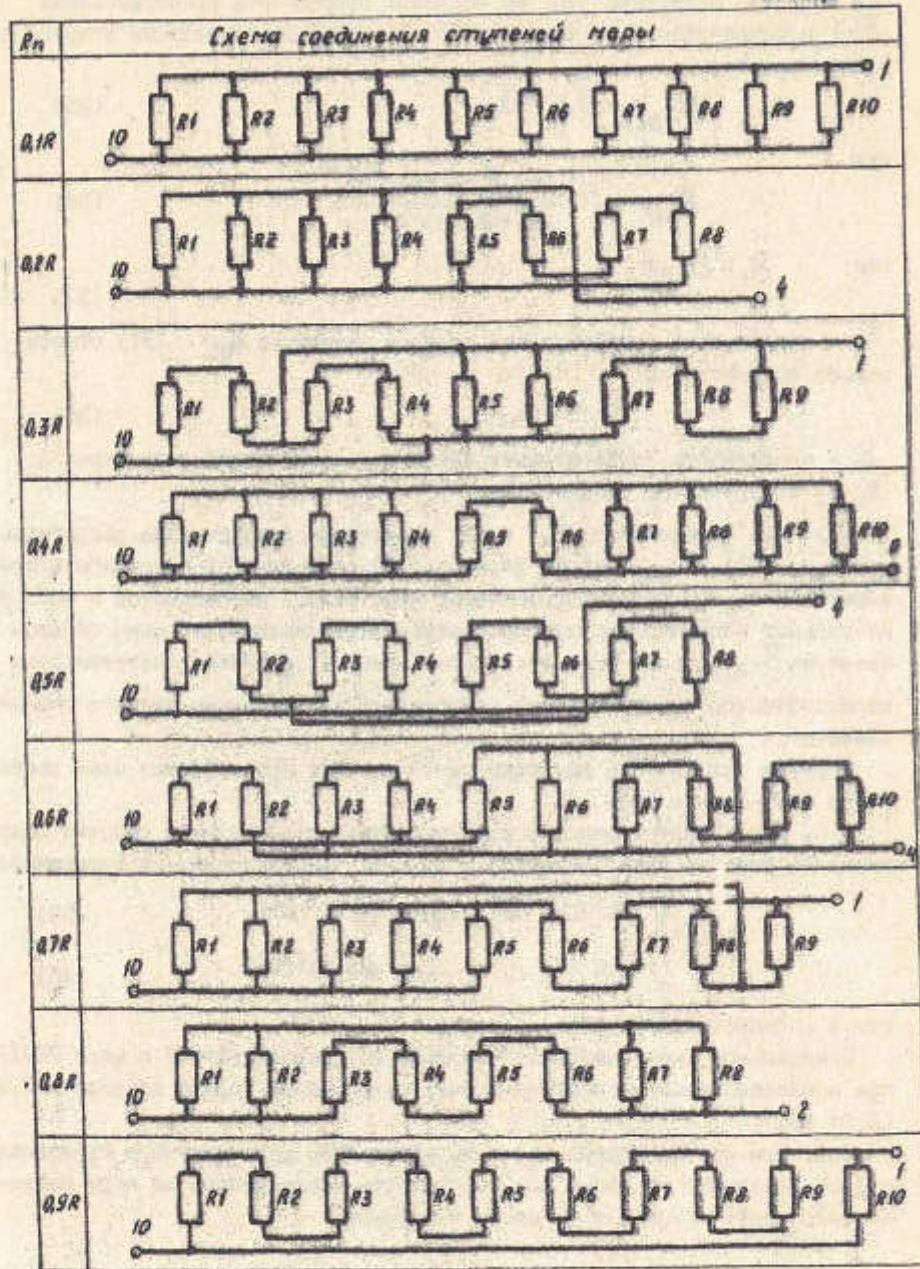 Rn Схема соединения ступеней меры
0,1R 10 R1 R2 R3 R4 R5 R6 R7 R8 R9 R10 1
0,2R 10 R1 R2 R3 R4 R5 R6 R7 R8 4
0,3R 10 R1 R2 R3 R4 R5 R6 R7 R8 R9 1
0,4R 10 R1 R2 R3 R4 R5 R6 R7 R8 R9 R10
0,5R 10 R1 R2 R3 R4 R5 R6 R7 R8 4
0,6R 10 R1 R2 R3 R4 R5 R6 R7 R8 R9 R10 4
0,7R 10 R1 R2 R3 R4 R5 R6 R7 R8 R9 1
0,8R 10 R1 R2 R3 R4 R5 R6 R7 R8 2
0,9R 10 R1 R2 R3 R4 R5 R6 R7 R8 R9 R10 1